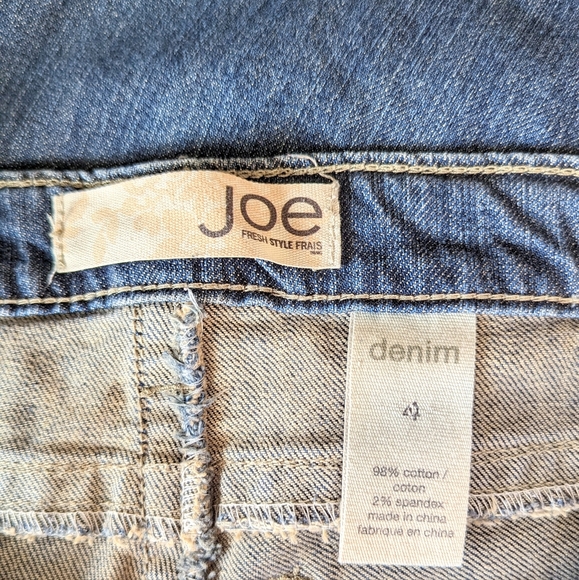 Joe
FRESH STYLE FRAIS
denim
4
98% cotton /
coton
2% spandex
made in china
fabriqué en chine